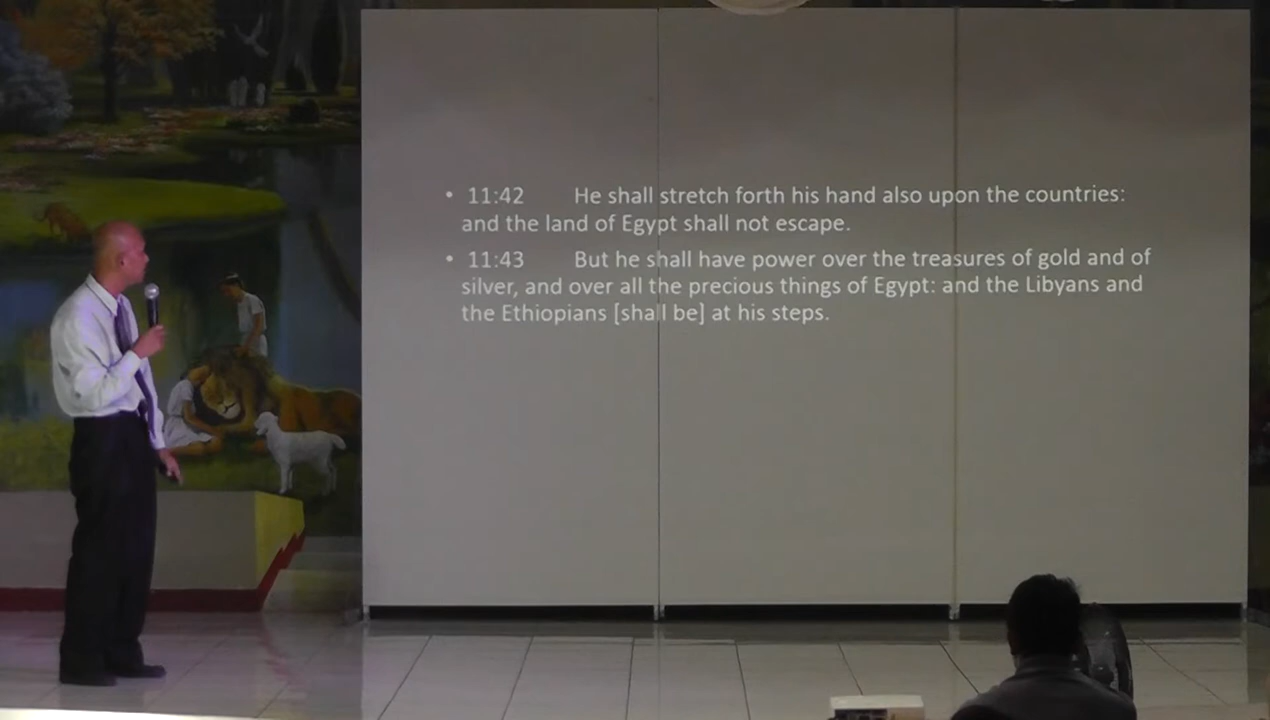 • 11:42 He shall stretch forth his hand also upon the countries:
and the land of Egypt shall not escape.
• 11:43 But he shall have power over the treasures of gold and of
silver, and over all the precious things of Egypt: and the Libyans and
the Ethiopians [shall be] at his steps.